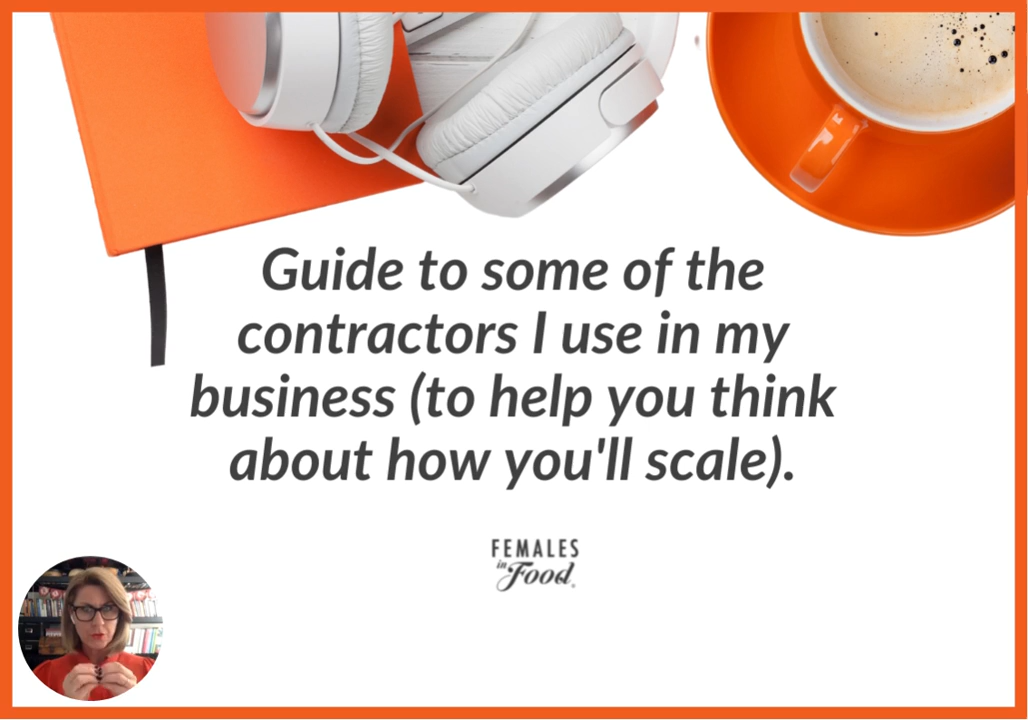 Guide to some of the
contractors I use in my
business (to help you think
about how you'll scale).
FEMALES
in Food®